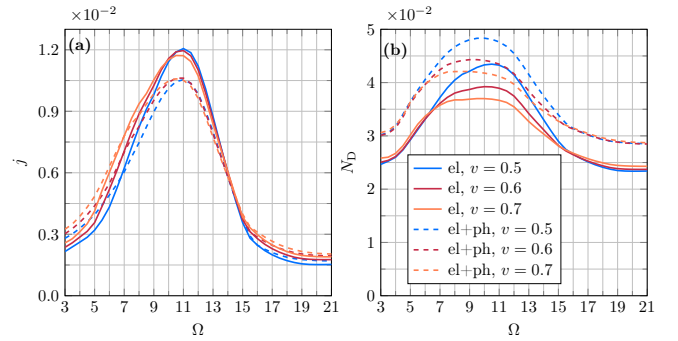 ×10⁻²
(a)
1.2
0.9
0.6
0.3
0.0
j
3 5 7 9 11 13 15 17 19 21
Ω
×10⁻²
(b)
5
4
3
2
1
0
N_D
el, v = 0.5
el, v = 0.6
el, v = 0.7
el+ph, v = 0.5
el+ph, v = 0.6
el+ph, v = 0.7
3 5 7 9 11 13 15 17 19 21
Ω